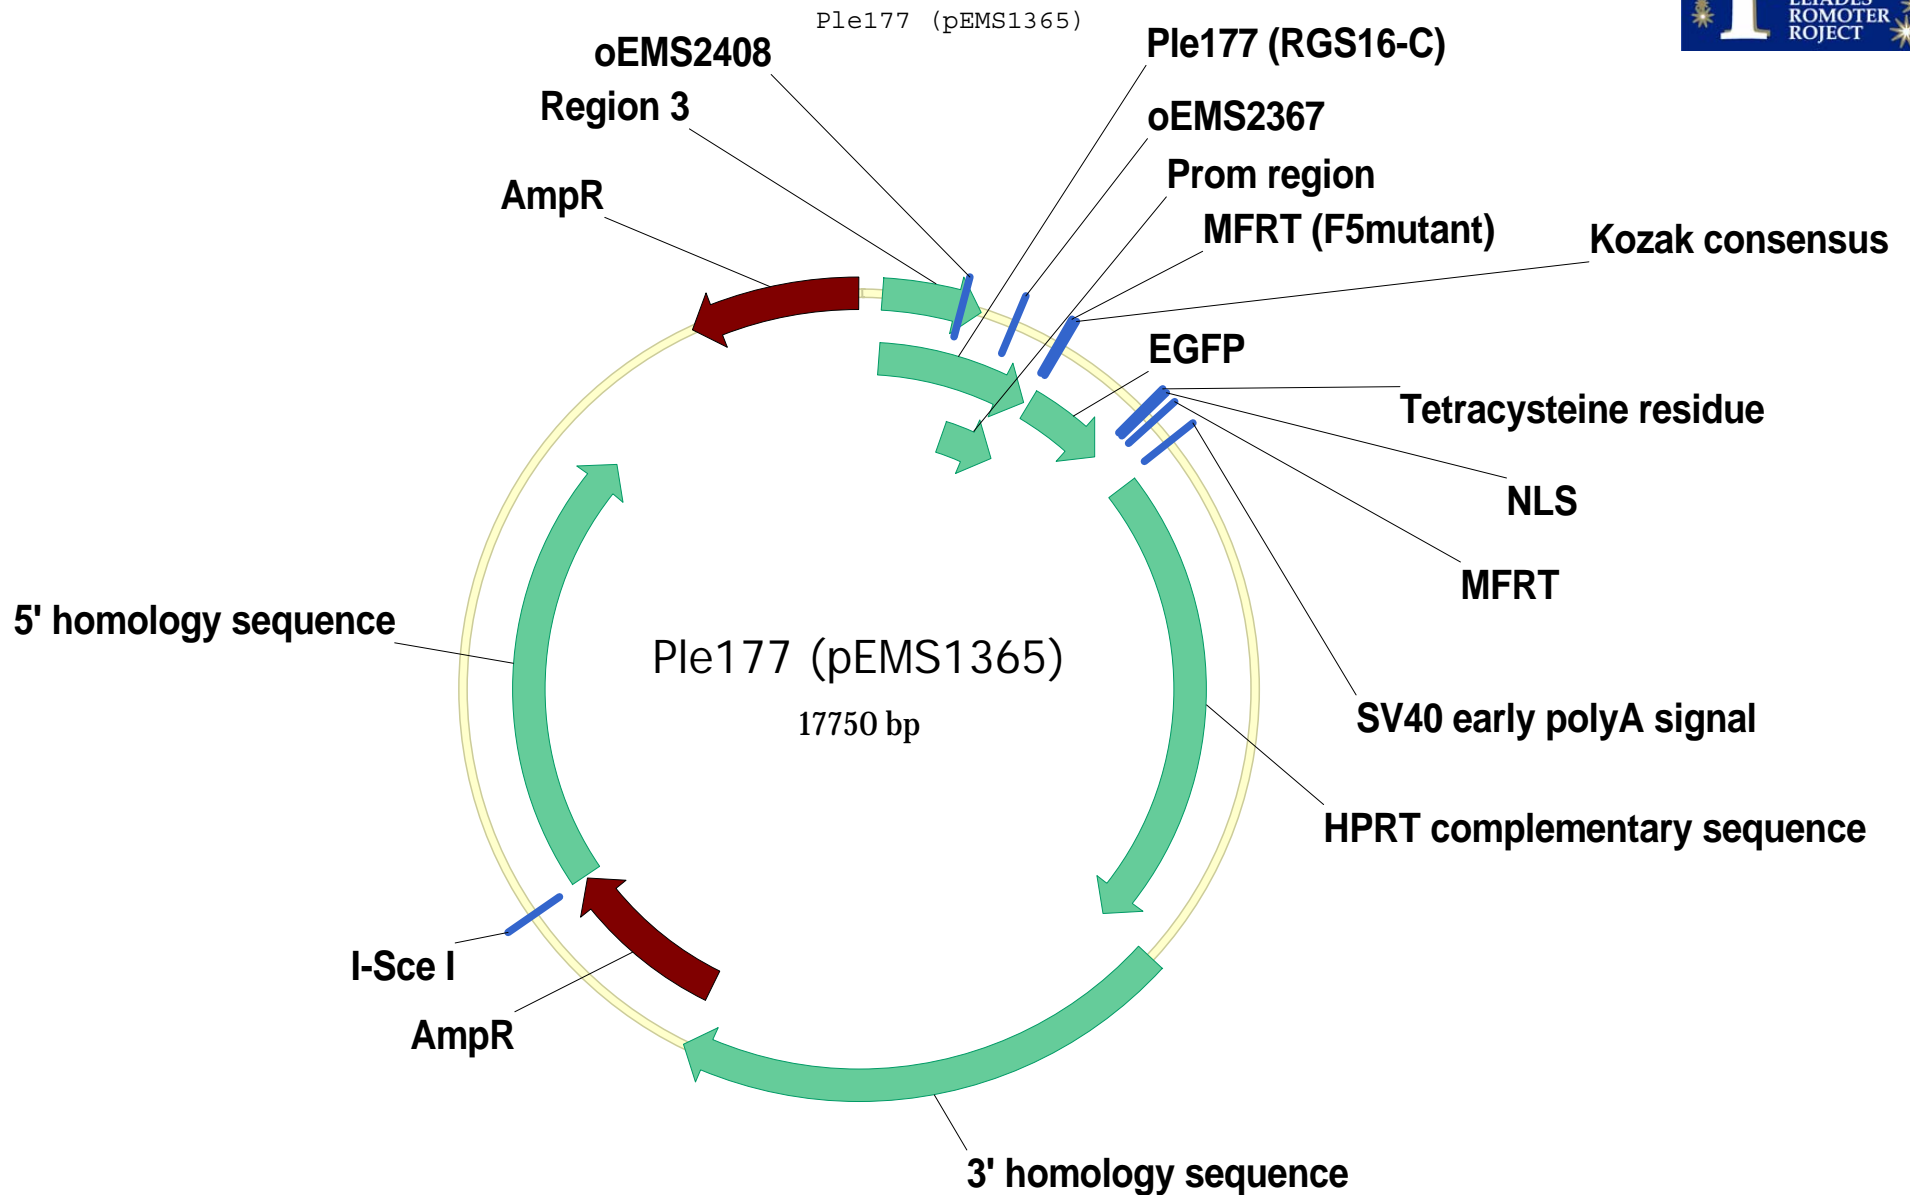 Ple177 (pEMS1365)
ELIADES
ROMOTER
ROJECT
oEMS2408
Ple177 (RGS16-C)
Region 3
oEMS2367
Prom region
AmpR
MFRT (F5mutant)
Kozak consensus
EGFP
Tetracysteine residue
NLS
MFRT
5' homology sequence
Ple177 (pEMS1365)
17750 bp
SV40 early polyA signal
HPRT complementary sequence
I-Sce I
AmpR
3' homology sequence